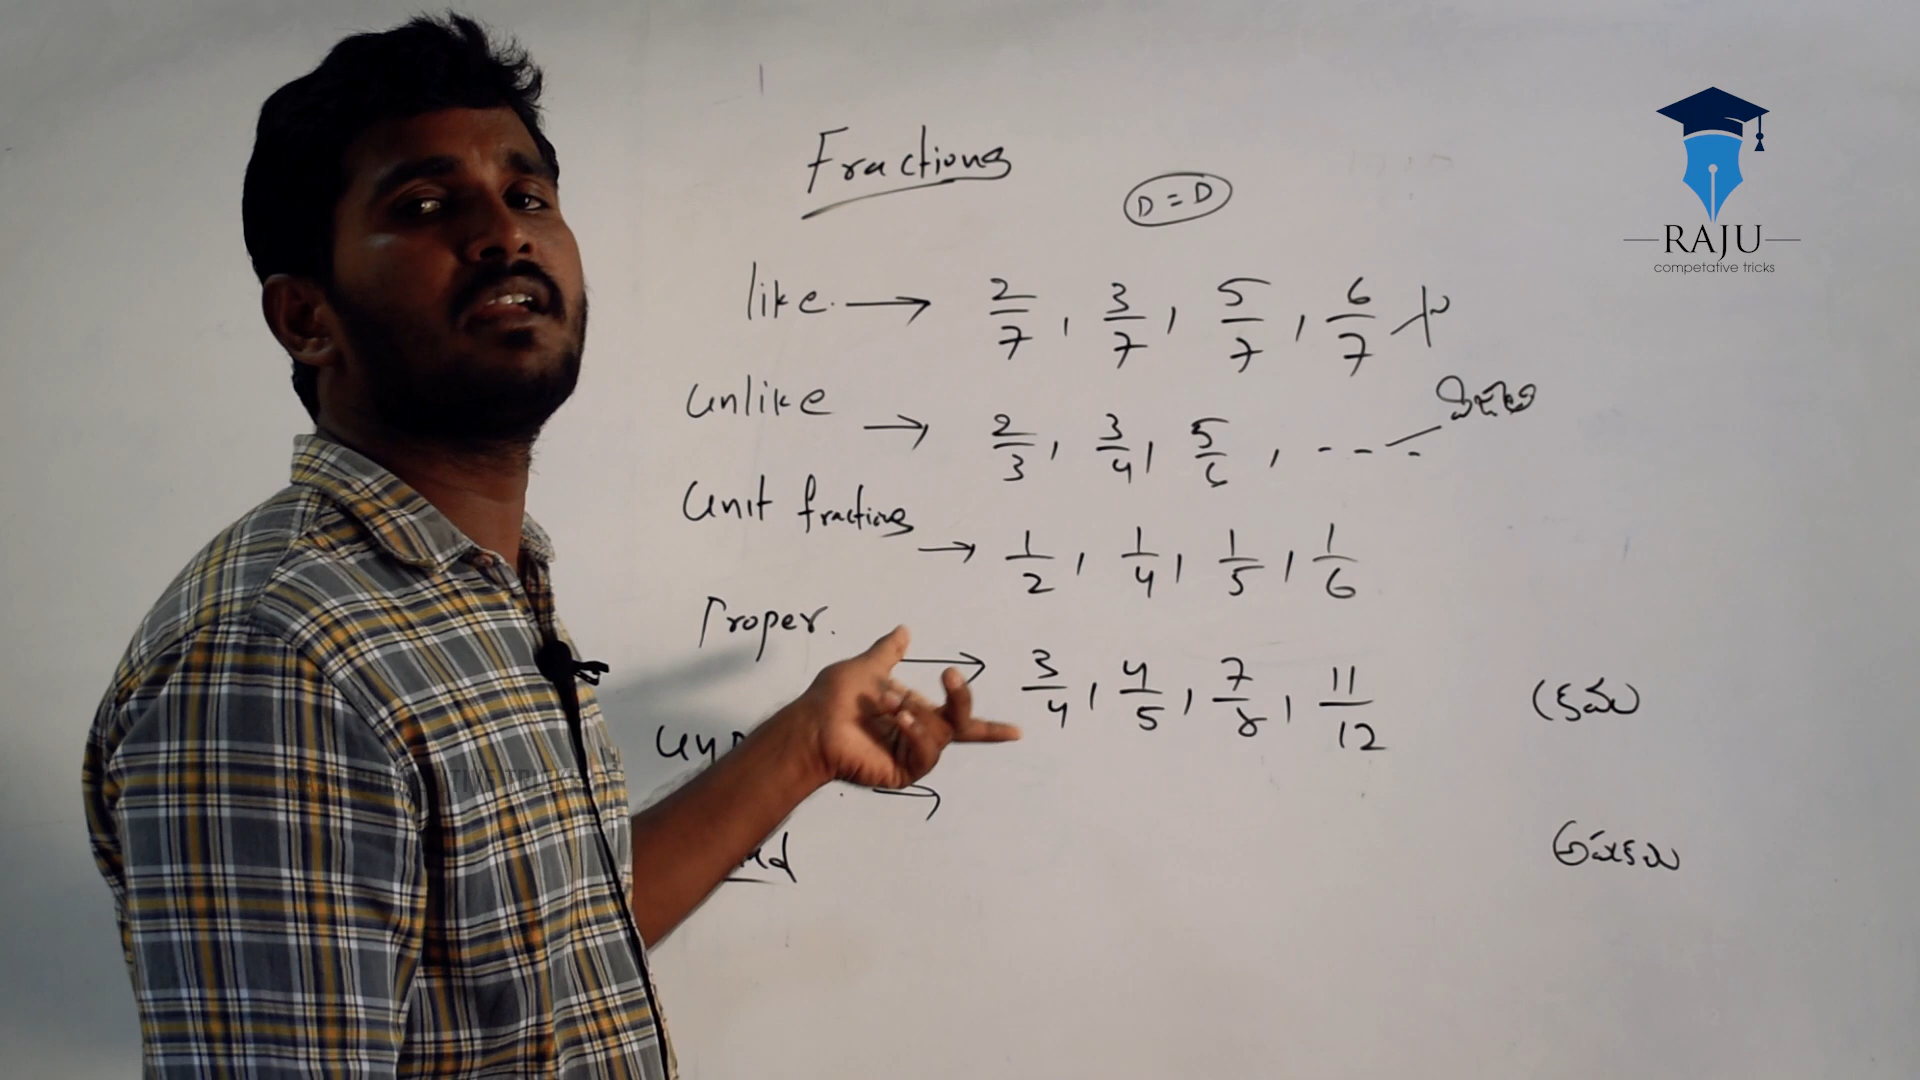 Fractions
D = D
RAJU
competative tricks
like. → 2/7, 3/7, 5/7, 6/7
unlike → 2/3, 3/4, 5/6, - - -
విజాతి
unit fractions → 1/2, 1/4, 1/5, 1/6
Proper. → 3/4, 4/5, 7/8, 11/12
క్రమ
→
అపక్రమ